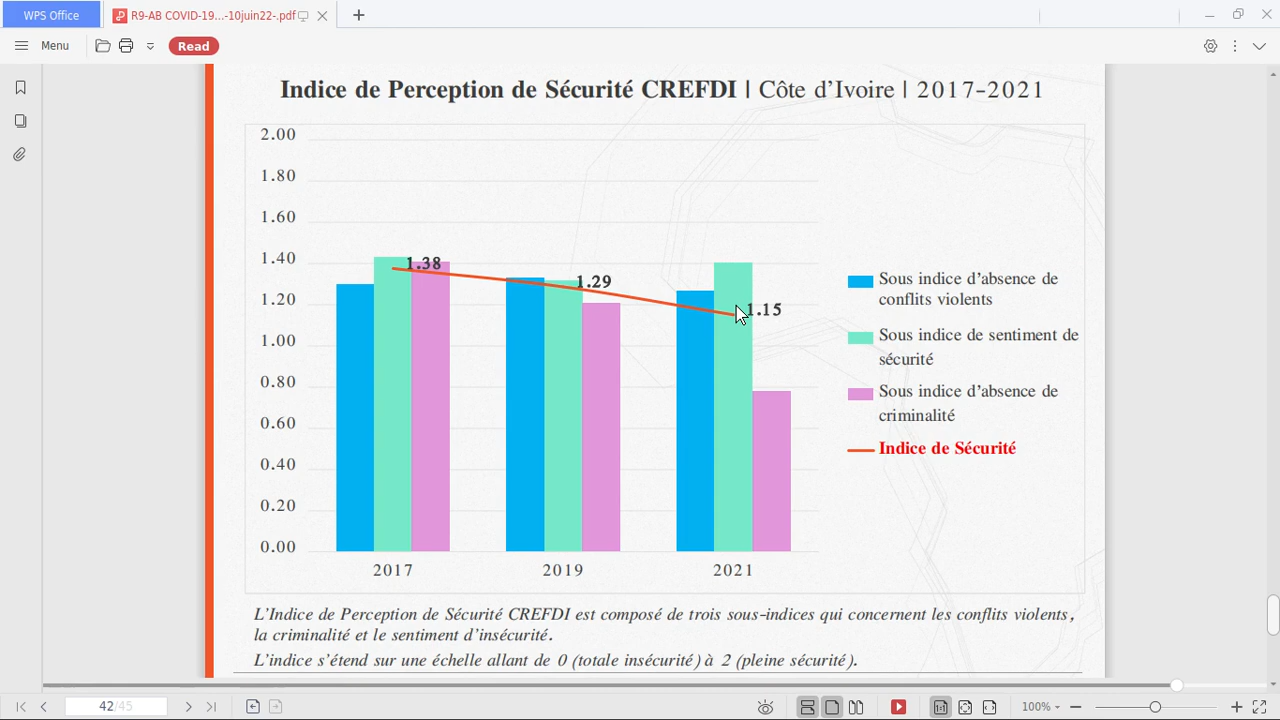 WPS Office
R9-AB COVID-19...-10juin22-.pdf
Menu
Read
Indice de Perception de Sécurité CREFDI | Côte d'Ivoire | 2017-2021
2.00
1.80
1.60
1.40
1.20
1.00
0.80
0.60
0.40
0.20
0.00
1.38
1.29
1.15
2017
2019
2021
Sous indice d'absence de
conflits violents
Sous indice de sentiment de
sécurité
Sous indice d'absence de
criminalité
Indice de Sécurité
L'Indice de Perception de Sécurité CREFDI est composé de trois sous-indices qui concernent les conflits violents,
la criminalité et le sentiment d'insécurité.
L'indice s'étend sur une échelle allant de 0 (totale insécurité) à 2 (pleine sécurité).
42/45
100%